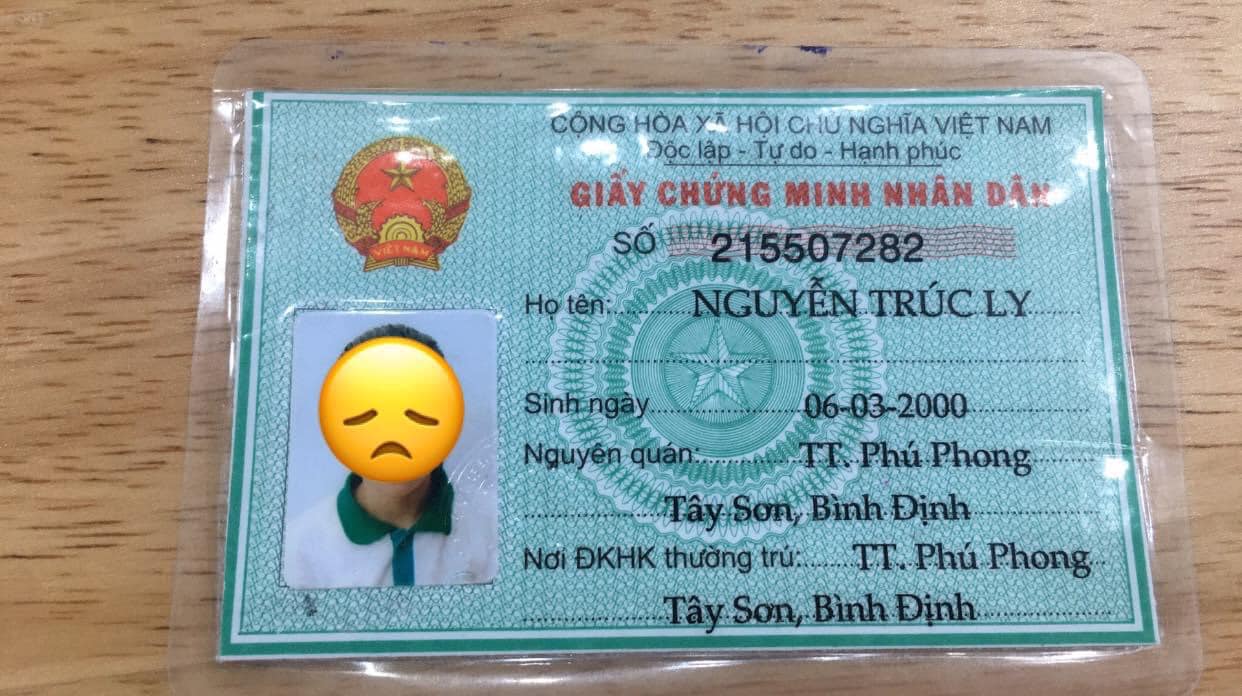 CỘNG HÒA XÃ HỘI CHỦ NGHĨA VIỆT NAM
Độc lập - Tự do - Hạnh phúc
GIẤY CHỨNG MINH NHÂN DÂN
SỐ 215507282
VIỆT NAM
Họ tên: NGUYỄN TRÚC LY
Sinh ngày 06-03-2000
Nguyên quán: TT. Phú Phong
Tây Sơn, Bình Định
Nơi ĐKHK thường trú: TT. Phú Phong
Tây Sơn, Bình Định